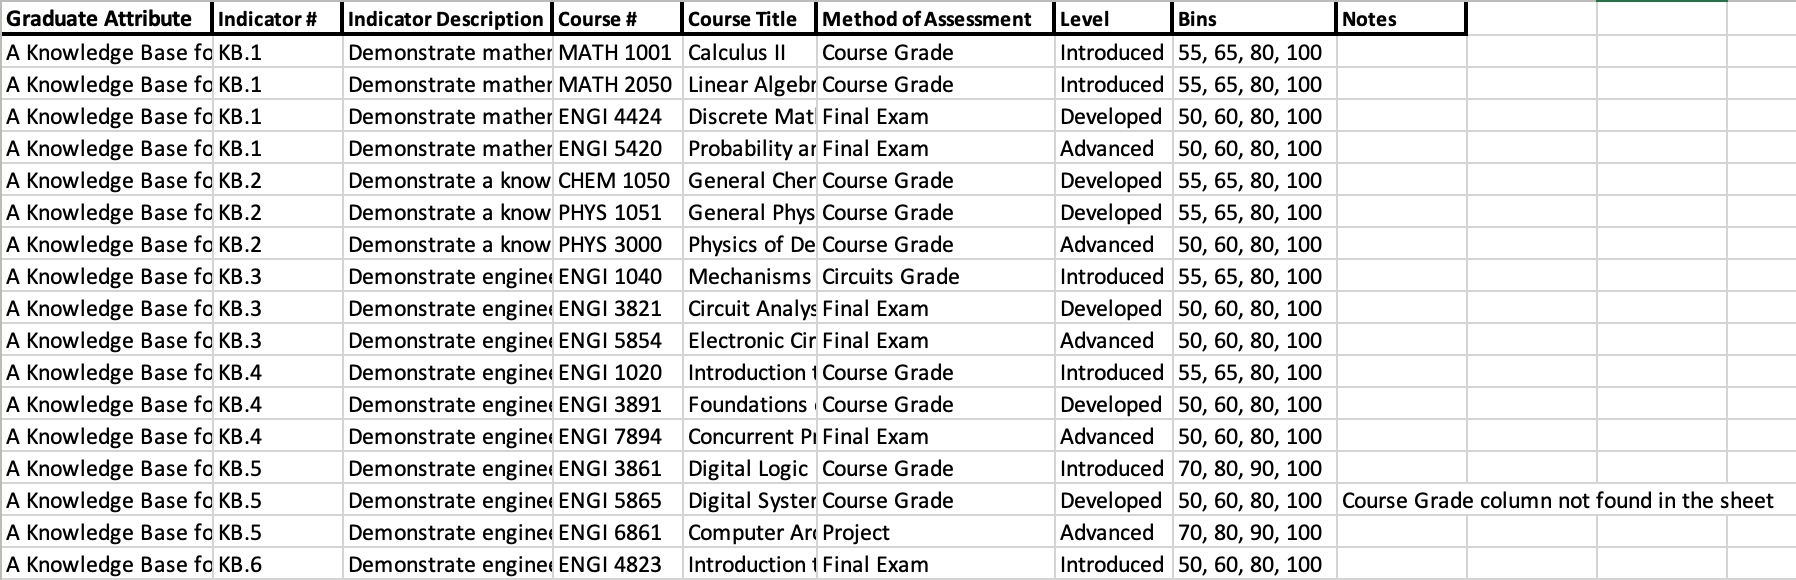 Graduate Attribute Indicator # Indicator Description Course # Course Title Method of Assessment Level Bins Notes
A Knowledge Base fo KB.1 Demonstrate mather MATH 1001 Calculus II Course Grade Introduced 55, 65, 80, 100
A Knowledge Base fo KB.1 Demonstrate mather MATH 2050 Linear Algebr Course Grade Introduced 55, 65, 80, 100
A Knowledge Base fo KB.1 Demonstrate mather ENGI 4424 Discrete Mat Final Exam Developed 50, 60, 80, 100
A Knowledge Base fo KB.1 Demonstrate mather ENGI 5420 Probability ar Final Exam Advanced 50, 60, 80, 100
A Knowledge Base fo KB.2 Demonstrate a know CHEM 1050 General Cher Course Grade Developed 55, 65, 80, 100
A Knowledge Base fo KB.2 Demonstrate a know PHYS 1051 General Phys Course Grade Developed 55, 65, 80, 100
A Knowledge Base fo KB.2 Demonstrate a know PHYS 3000 Physics of De Course Grade Advanced 50, 60, 80, 100
A Knowledge Base fo KB.3 Demonstrate engine ENGI 1040 Mechanisms Circuits Grade Introduced 55, 65, 80, 100
A Knowledge Base fo KB.3 Demonstrate engine ENGI 3821 Circuit Analys Final Exam Developed 50, 60, 80, 100
A Knowledge Base fo KB.3 Demonstrate engine ENGI 5854 Electronic Cir Final Exam Advanced 50, 60, 80, 100
A Knowledge Base fo KB.4 Demonstrate engine ENGI 1020 Introduction t Course Grade Introduced 55, 65, 80, 100
A Knowledge Base fo KB.4 Demonstrate engine ENGI 3891 Foundations Course Grade Developed 50, 60, 80, 100
A Knowledge Base fo KB.4 Demonstrate engine ENGI 7894 Concurrent Pr Final Exam Advanced 50, 60, 80, 100
A Knowledge Base fo KB.5 Demonstrate engine ENGI 3861 Digital Logic Course Grade Introduced 70, 80, 90, 100
A Knowledge Base fo KB.5 Demonstrate engine ENGI 5865 Digital Syster Course Grade Developed 50, 60, 80, 100 Course Grade column not found in the sheet
A Knowledge Base fo KB.5 Demonstrate engine ENGI 6861 Computer Arc Project Advanced 70, 80, 90, 100
A Knowledge Base fo KB.6 Demonstrate engine ENGI 4823 Introduction t Final Exam Introduced 50, 60, 80, 100